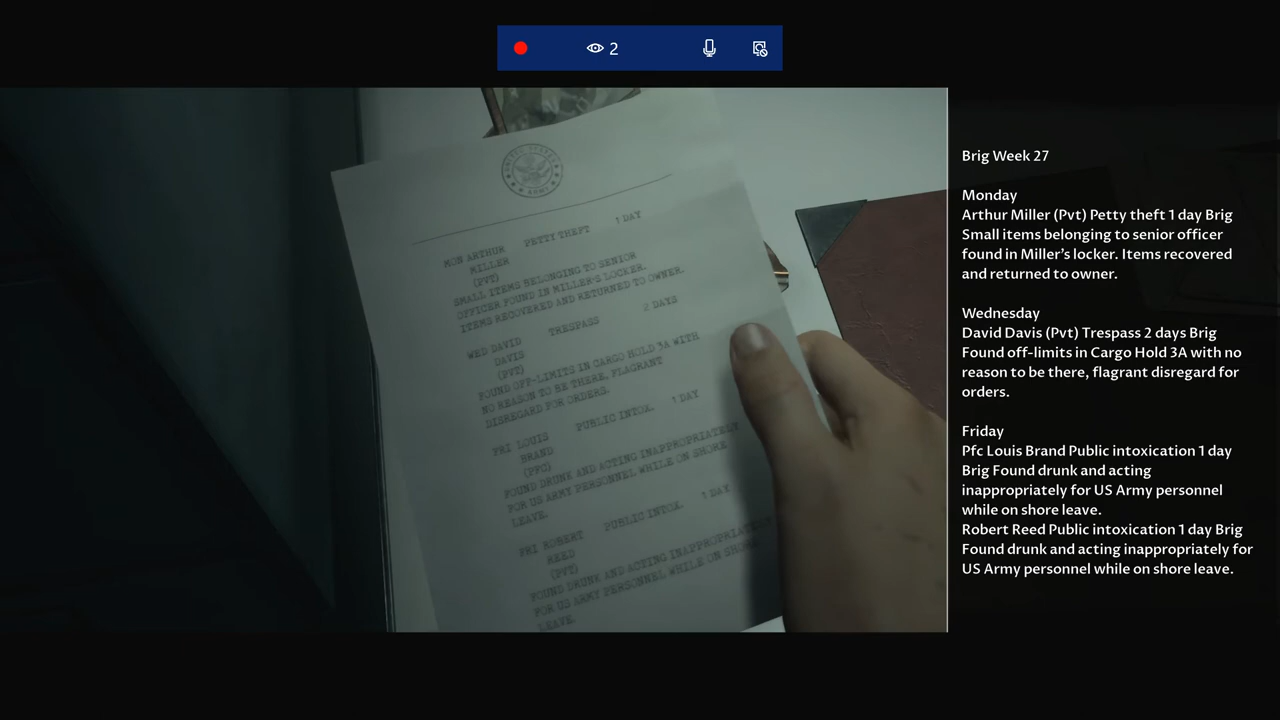 2
UNITED STATES
ARMY
MON ARTHUR PETTY THEFT 1 DAY
MILLER
(PVT)
SMALL ITEMS BELONGING TO SENIOR
OFFICER FOUND IN MILLER'S LOCKER.
ITEMS RECOVERED AND RETURNED TO OWNER.
WED DAVID TRESPASS 2 DAYS
DAVIS
(PVT)
FOUND OFF-LIMITS IN CARGO HOLD 3A WITH
NO REASON TO BE THERE, FLAGRANT
DISREGARD FOR ORDERS.
FRI LOUIS PUBLIC INTOX. 1 DAY
BRAND
(PFC)
FOUND DRUNK AND ACTING INAPPROPRIATELY
FOR US ARMY PERSONNEL WHILE ON SHORE
LEAVE.
FRI ROBERT PUBLIC INTOX. 1 DAY
REED
(PVT)
FOUND DRUNK AND ACTING INAPPROPRIATION
FOR US ARMY PERSONNEL WHILE ON SHORE
LEAVE.
Brig Week 27
Monday
Arthur Miller (Pvt) Petty theft 1 day Brig
Small items belonging to senior officer
found in Miller's locker. Items recovered
and returned to owner.
Wednesday
David Davis (Pvt) Trespass 2 days Brig
Found off-limits in Cargo Hold 3A with no
reason to be there, flagrant disregard for
orders.
Friday
Pfc Louis Brand Public intoxication 1 day
Brig Found drunk and acting
inappropriately for US Army personnel
while on shore leave.
Robert Reed Public intoxication 1 day Brig
Found drunk and acting inappropriately for
US Army personnel while on shore leave.